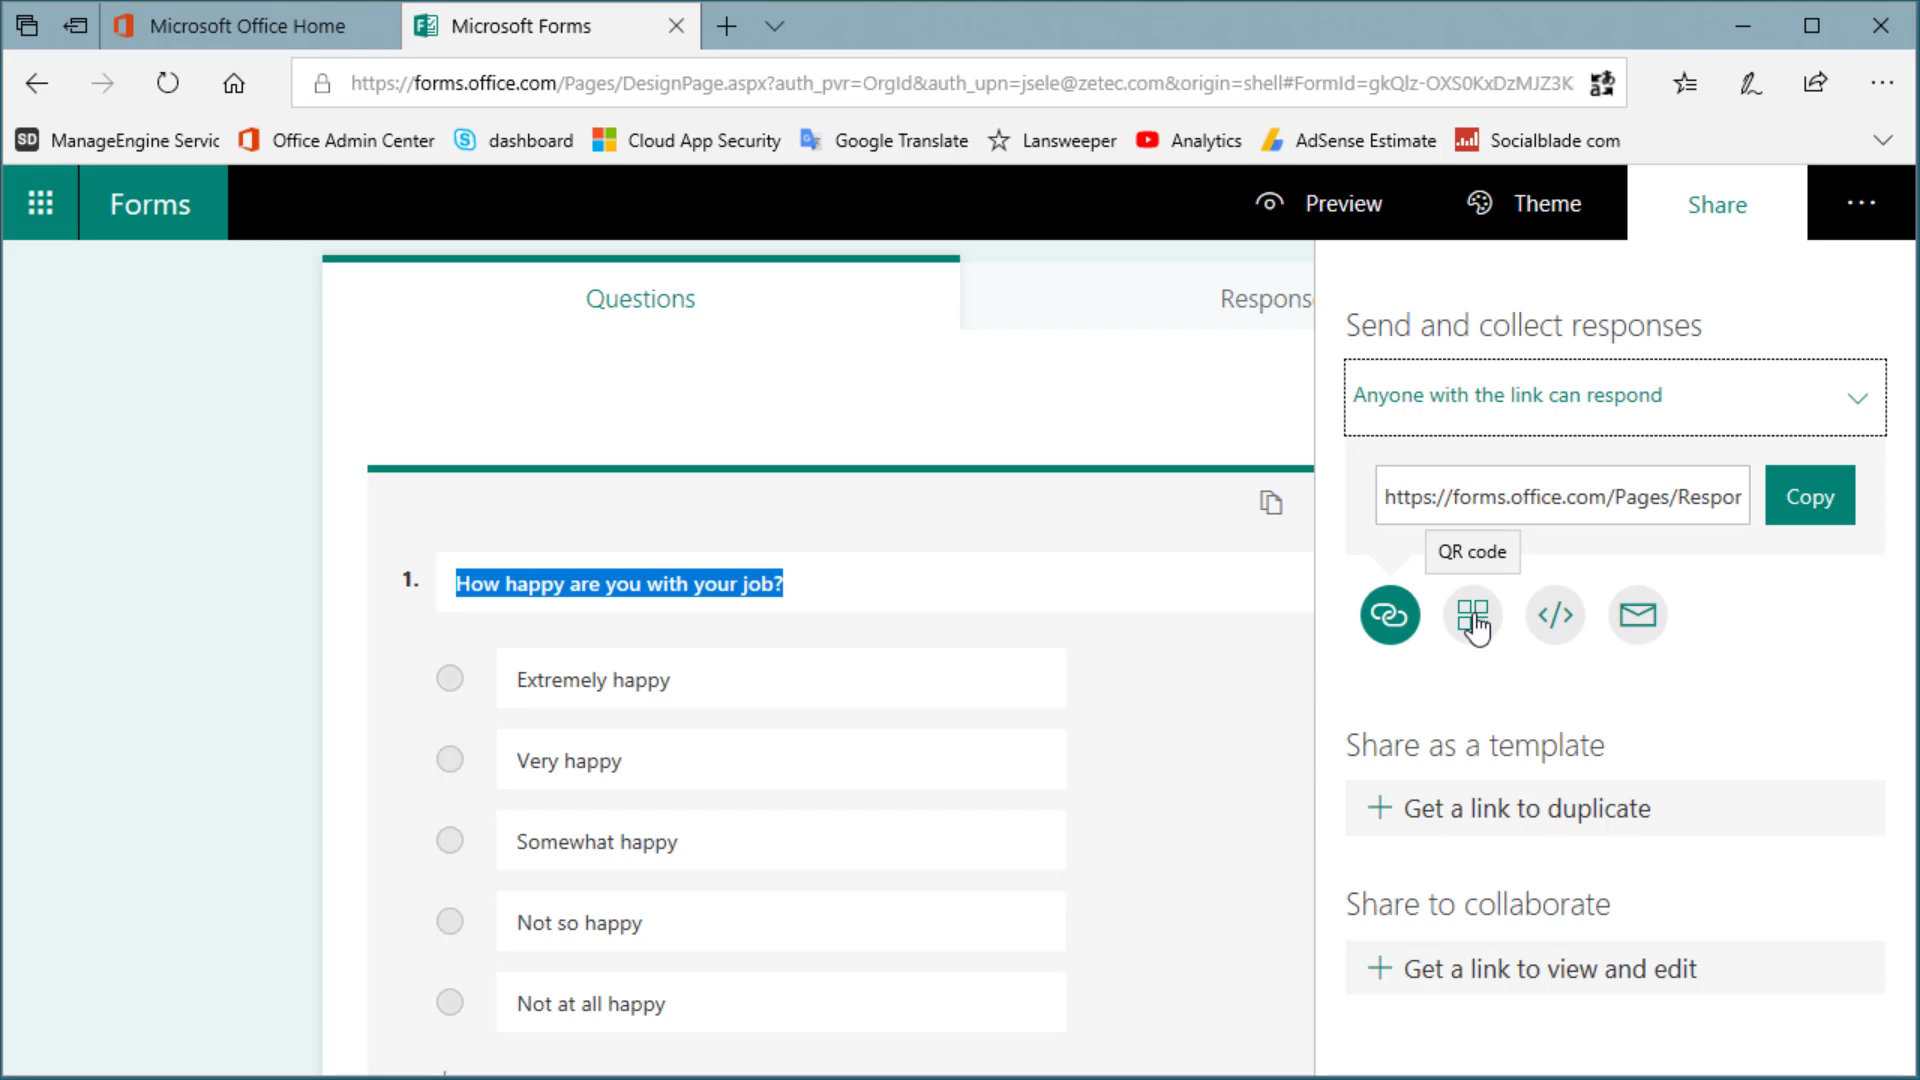 Microsoft Office Home
Microsoft Forms
https://forms.office.com/Pages/DesignPage.aspx?auth_pvr=OrgId&auth_upn=jsele@zetec.com&origin=shell#FormId=gkQlz-OXS0KxDzMJZ3K
SD ManageEngine Servic
Office Admin Center
dashboard
Cloud App Security
Google Translate
Lansweeper
Analytics
AdSense Estimate
Socialblade com
Forms
Preview
Theme
Share
Questions
Respons
Send and collect responses
Anyone with the link can respond
https://forms.office.com/Pages/Respor
Copy
QR code
1. How happy are you with your job?
Extremely happy
Very happy
Somewhat happy
Not so happy
Not at all happy
Share as a template
+ Get a link to duplicate
Share to collaborate
+ Get a link to view and edit